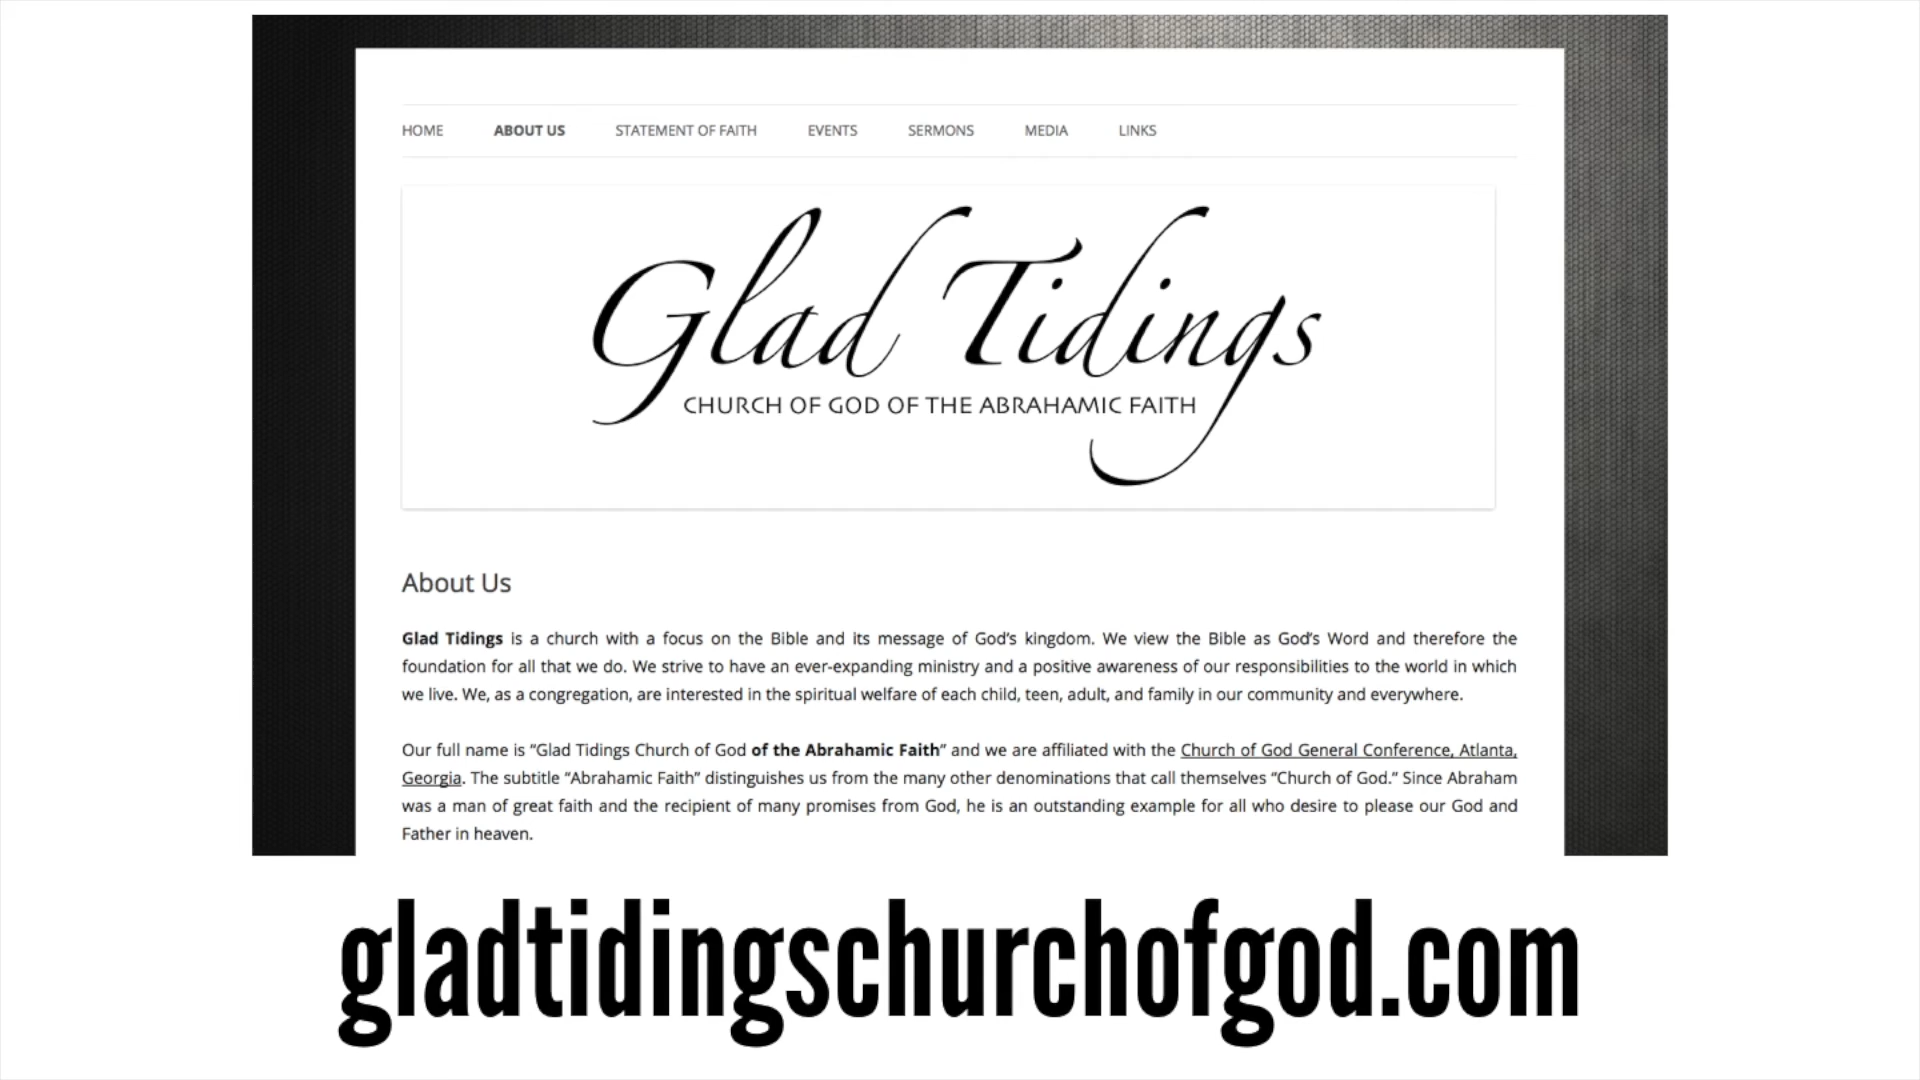 HOME ABOUT US STATEMENT OF FAITH EVENTS SERMONS MEDIA LINKS
Glad Tidings
CHURCH OF GOD OF THE ABRAHAMIC FAITH
About Us
Glad Tidings is a church with a focus on the Bible and its message of God’s kingdom. We view the Bible as God’s Word and therefore the
foundation for all that we do. We strive to have an ever-expanding ministry and a positive awareness of our responsibilities to the world in which
we live. We, as a congregation, are interested in the spiritual welfare of each child, teen, adult, and family in our community and everywhere.
Our full name is “Glad Tidings Church of God of the Abrahamic Faith” and we are affiliated with the Church of God General Conference, Atlanta,
Georgia. The subtitle “Abrahamic Faith” distinguishes us from the many other denominations that call themselves “Church of God.” Since Abraham
was a man of great faith and the recipient of many promises from God, he is an outstanding example for all who desire to please our God and
Father in heaven.
gladtidingschurchofgod.com